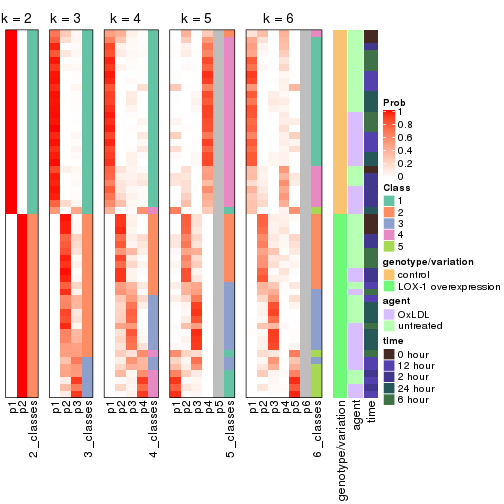 k = 2
k = 3
k = 4
k = 5
k = 6
p1
p2
2_classes
p1
p2
p3
3_classes
p1
p2
p3
p4
4_classes
p1
p2
p3
p4
p5
5_classes
p1
p2
p3
p4
p5
p6
6_classes
genotype/variation
agent
time
Prob
1
0.8
0.6
0.4
0.2
0
Class
1
2
3
4
5
genotype/variation
control
LOX-1 overexpression
agent
OxLDL
untreated
time
0 hour
12 hour
2 hour
24 hour
6 hour